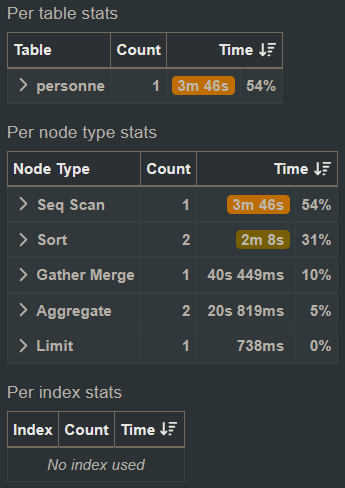 Per table stats
Table Count Time
personne 1 3m 46s 54%
Per node type stats
Node Type Count Time
Seq Scan 1 3m 46s 54%
Sort 2 2m 8s 31%
Gather Merge 1 40s 449ms 10%
Aggregate 2 20s 819ms 5%
Limit 1 738ms 0%
Per index stats
Index Count Time
No index used